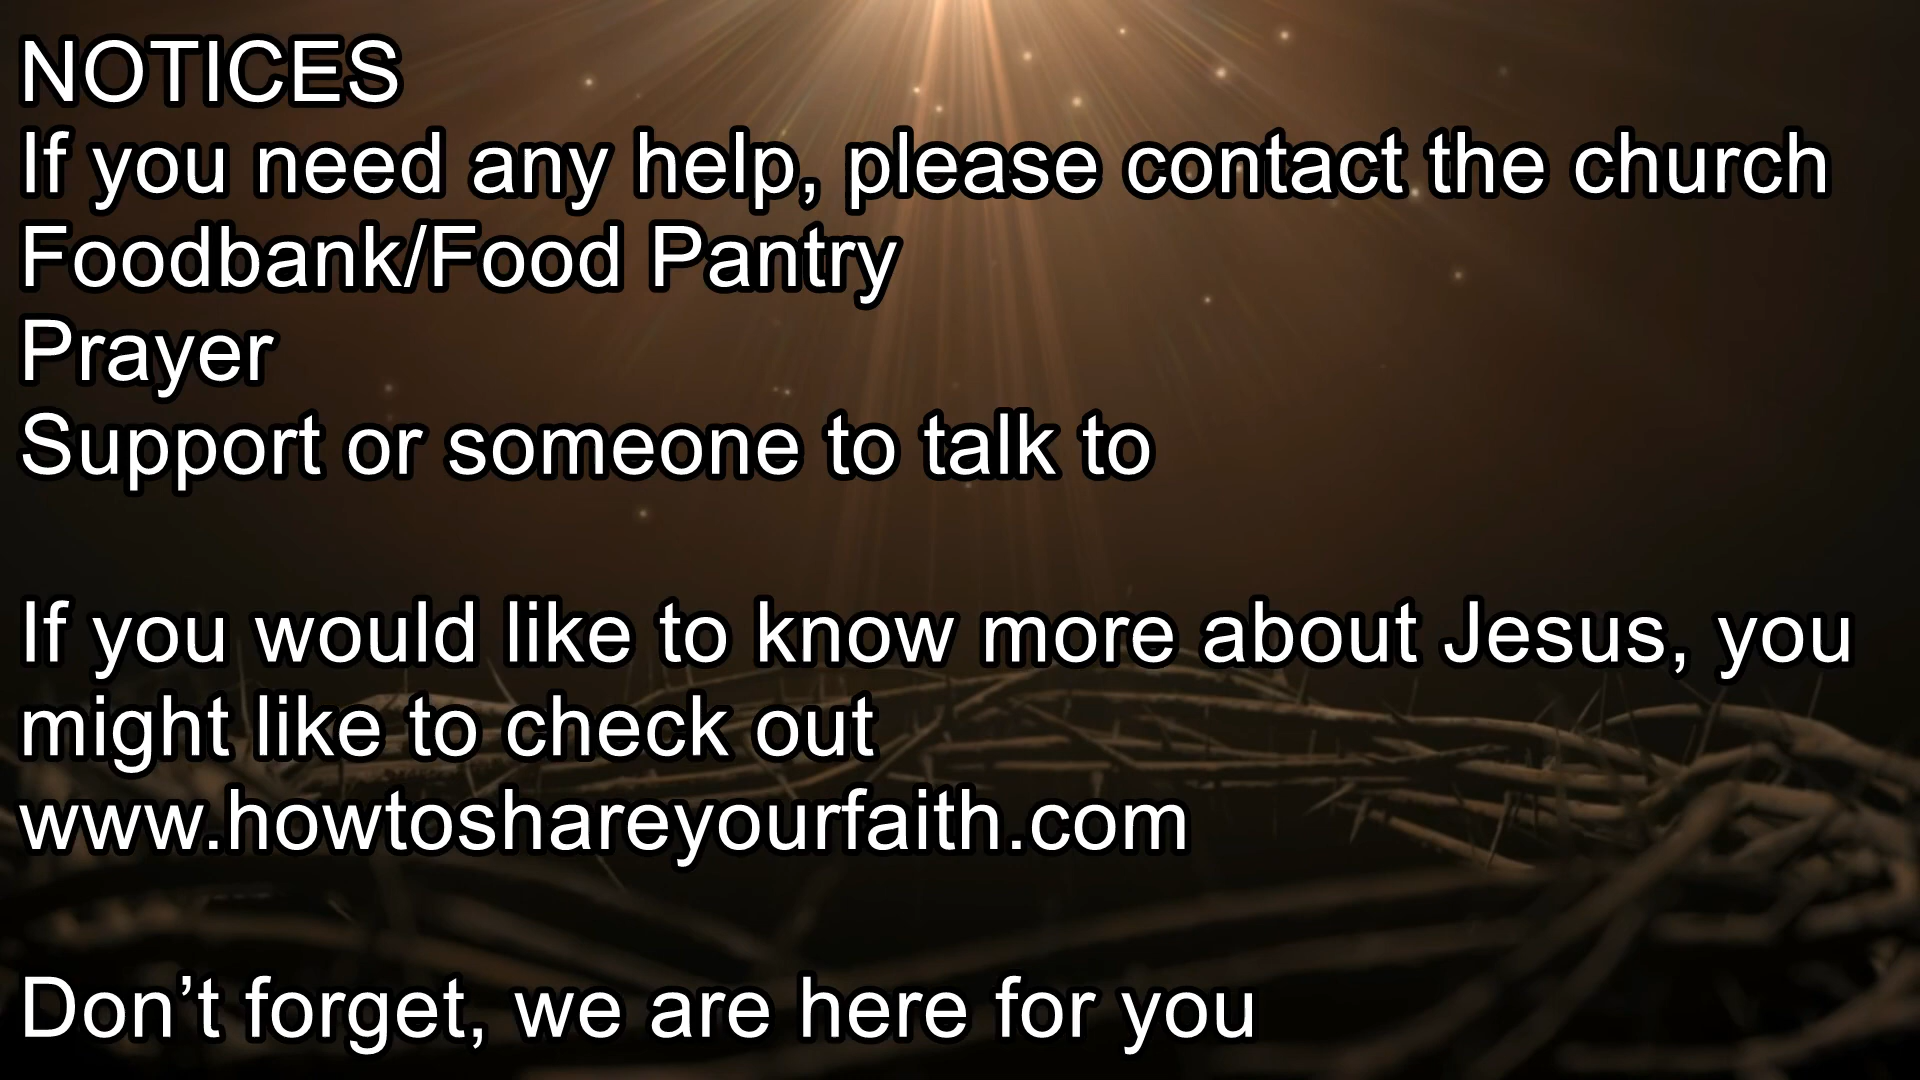 NOTICES
If you need any help, please contact the church
Foodbank/Food Pantry
Prayer
Support or someone to talk to
If you would like to know more about Jesus, you
might like to check out
www.howtoshareyourfaith.com
Don’t forget, we are here for you